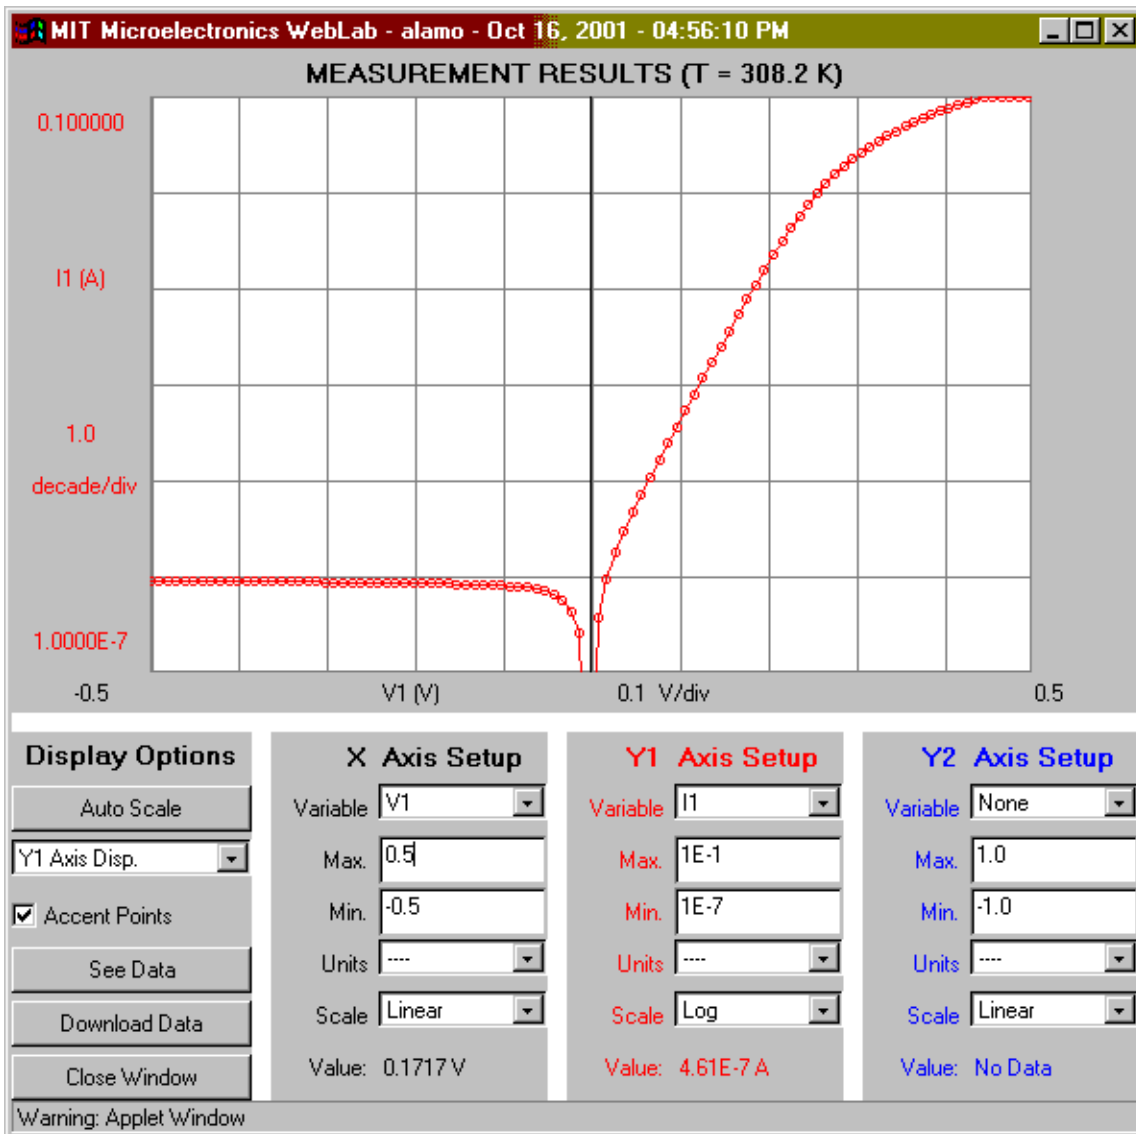 MIT Microelectronics WebLab - alamo - Oct 16, 2001 - 04:56:10 PM
MEASUREMENT RESULTS (T = 308.2 K)
0.100000
I1 (A)
1.0
decade/div
1.0000E-7
-0.5 V1 (V) 0.1 V/div 0.5
Display Options
Auto Scale
Y1 Axis Disp.
Accent Points
See Data
Download Data
Close Window
X Axis Setup
Variable V1
Max. 0.5
Min. -0.5
Units ----
Scale Linear
Value: 0.1717 V
Y1 Axis Setup
Variable I1
Max. 1E-1
Min. 1E-7
Units ----
Scale Log
Value: 4.61E-7 A
Y2 Axis Setup
Variable None
Max. 1.0
Min. -1.0
Units ----
Scale Linear
Value: No Data
Warning: Applet Window